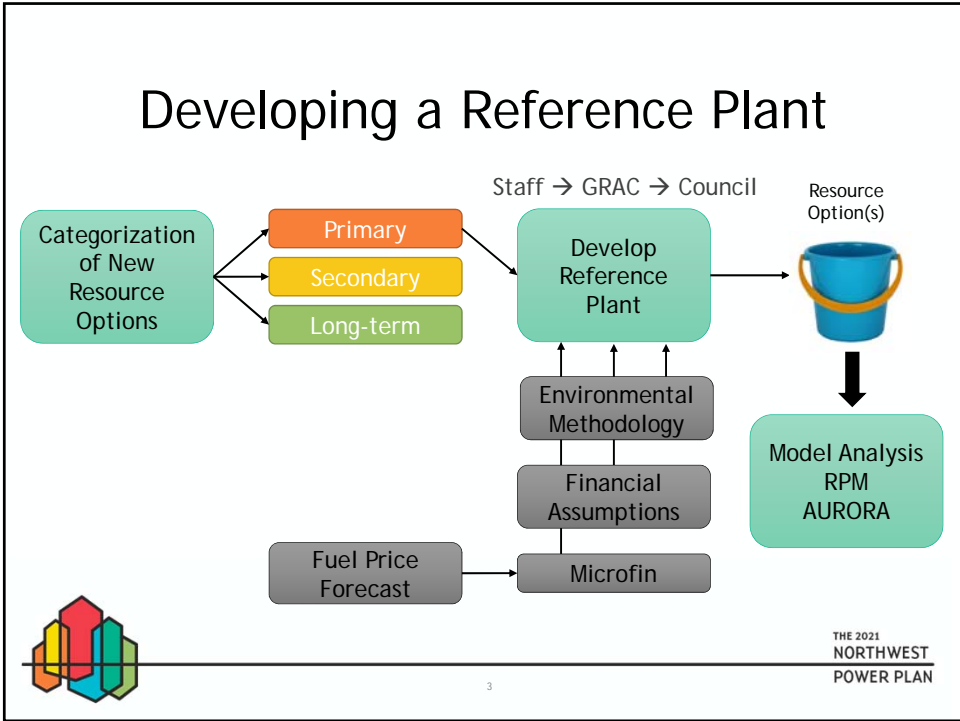 Developing a Reference Plant
Staff → GRAC → Council
Resource
Option(s)
Categorization
of New
Resource
Options
Primary
Secondary
Long-term
Develop
Reference
Plant
Environmental
Methodology
Financial
Assumptions
Fuel Price
Forecast
Microfin
Model Analysis
RPM
AURORA
THE 2021
NORTHWEST
POWER PLAN
3